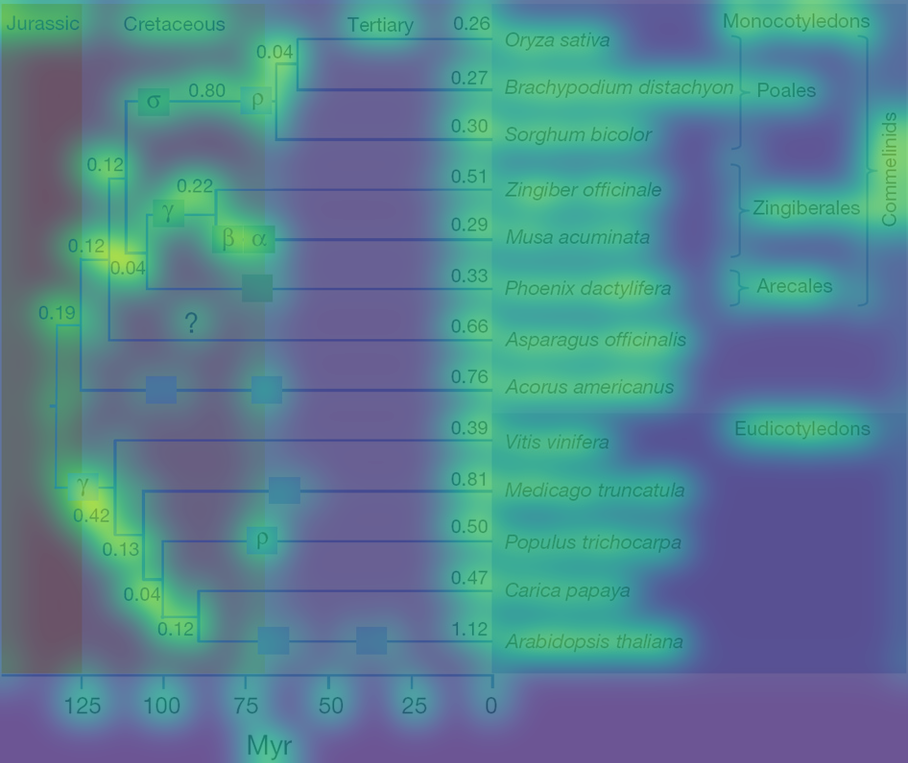 Jurassic Cretaceous Tertiary 0.26 Monocotyledons
Oryza sativa
0.04
σ 0.80 ρ 0.27 Brachypodium distachyon Poales
0.30 Sorghum bicolor
Commelinids
0.12
0.22 0.51 Zingiber officinale
γ Zingiberales
β α 0.29 Musa acuminata
0.12
0.04 0.33 Phoenix dactylifera Arecales
0.19 ? 0.66 Asparagus officinalis
0.76 Acorus americanus
0.39 Vitis vinifera Eudicotyledons
γ 0.81 Medicago truncatula
0.42
0.13 ρ 0.50 Populus trichocarpa
0.04 0.47 Carica papaya
0.12 1.12 Arabidopsis thaliana
125 100 75 50 25 0
Myr